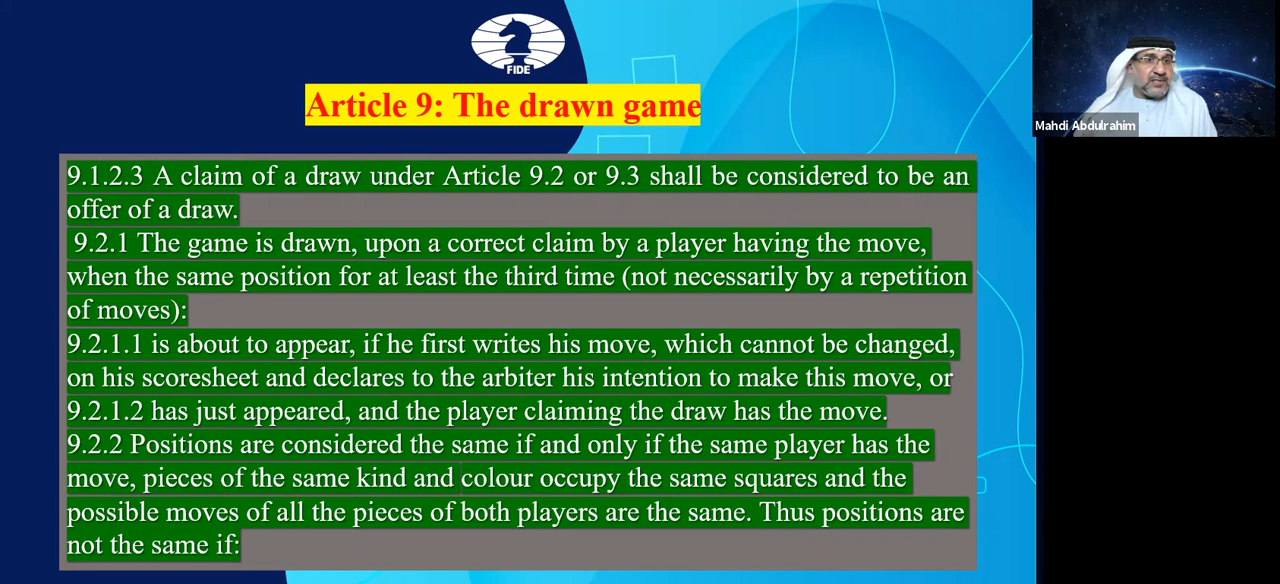 FIDE
Article 9: The drawn game
Mahdi Abdulrahim
9.1.2.3 A claim of a draw under Article 9.2 or 9.3 shall be considered to be an
offer of a draw.
9.2.1 The game is drawn, upon a correct claim by a player having the move,
when the same position for at least the third time (not necessarily by a repetition
of moves):
9.2.1.1 is about to appear, if he first writes his move, which cannot be changed,
on his scoresheet and declares to the arbiter his intention to make this move, or
9.2.1.2 has just appeared, and the player claiming the draw has the move.
9.2.2 Positions are considered the same if and only if the same player has the
move, pieces of the same kind and colour occupy the same squares and the
possible moves of all the pieces of both players are the same. Thus positions are
not the same if: